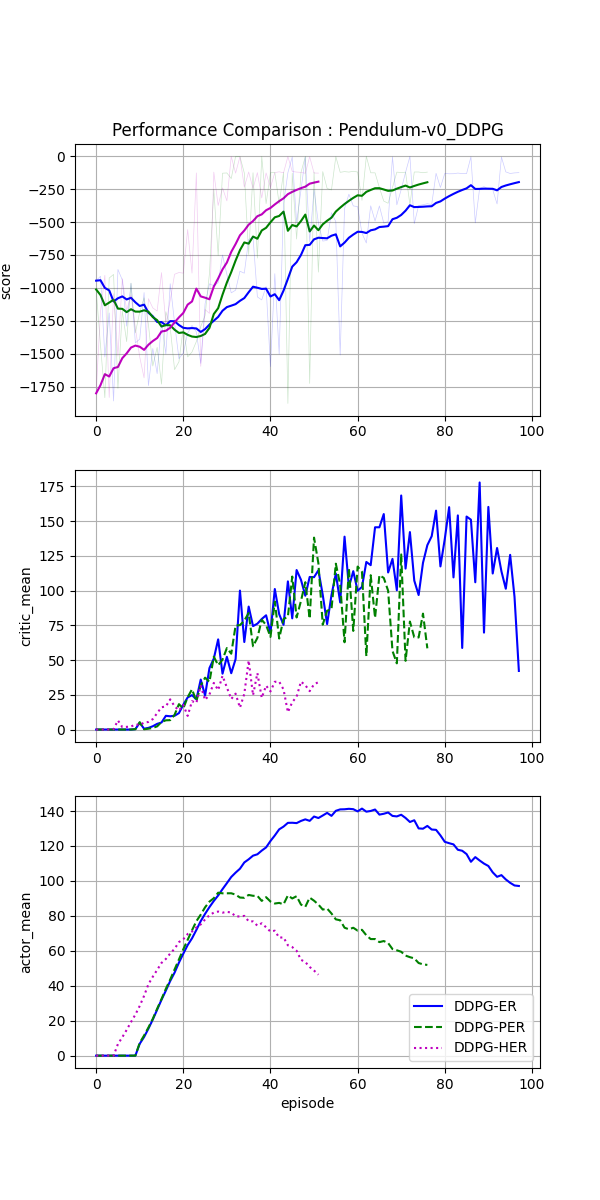 Performance Comparison : Pendulum-v0_DDPG
0
−250
−500
−750
−1000
−1250
−1500
−1750
score
0 20 40 60 80 100
175
150
125
100
75
50
25
0
critic_mean
0 20 40 60 80 100
140
120
100
80
60
40
20
0
actor_mean
DDPG-ER
DDPG-PER
DDPG-HER
0 20 40 60 80 100
episode